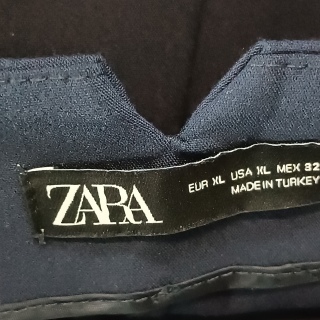 ZARA
EUR XL USA XL MEX 32
MADE IN TURKEY